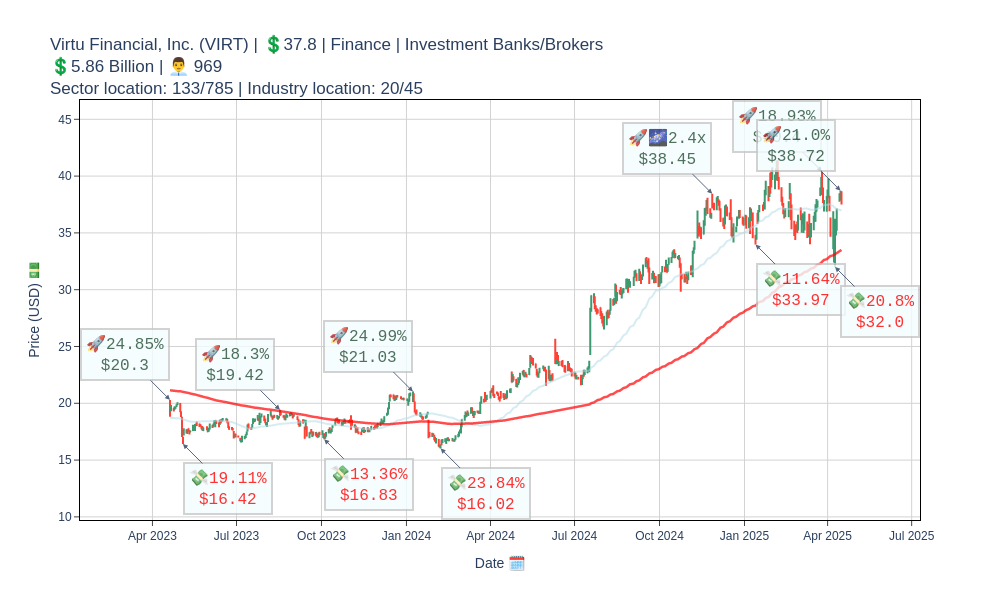 Virtu Financial, Inc. (VIRT) | 💲37.8 | Finance | Investment Banks/Brokers
💲5.86 Billion | 👨‍💼 969
Sector location: 133/785 | Industry location: 20/45
Price (USD) 💵
45
40
35
30
25
20
15
10
🚀24.85%
$20.3
💸19.11%
$16.42
🚀18.3%
$19.42
💸13.36%
$16.83
🚀24.99%
$21.03
💸23.84%
$16.02
🚀🌌2.4x
$38.45
💸11.64%
$33.97
🚀18.93%
🚀21.0%
$38.72
💸20.8%
$32.0
Apr 2023
Jul 2023
Oct 2023
Jan 2024
Apr 2024
Jul 2024
Oct 2024
Jan 2025
Apr 2025
Jul 2025
Date 🗓️